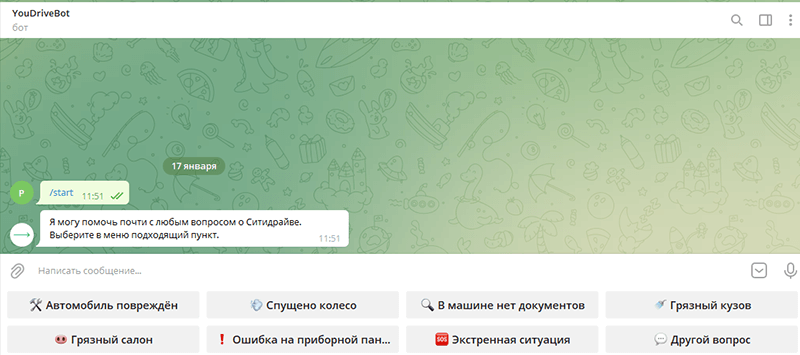 YouDriveBot
бот
17 января
P
/start 11:51
Я могу помочь почти с любым вопросом о Ситидрайве.
Выберите в меню подходящий пункт.
11:51
Написать сообщение...
Автомобиль повреждён
Спущено колесо
В машине нет документов
Грязный кузов
Грязный салон
Ошибка на приборной пан...
SOS Экстренная ситуация
Другой вопрос